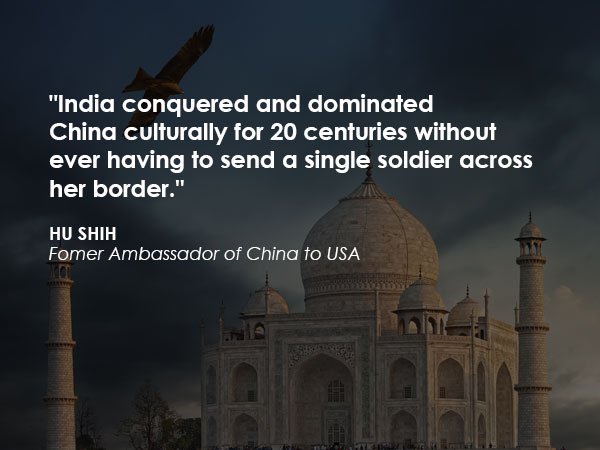 "India conquered and dominated
China culturally for 20 centuries without
ever having to send a single soldier across
her border."
HU SHIH
Fomer Ambassador of China to USA